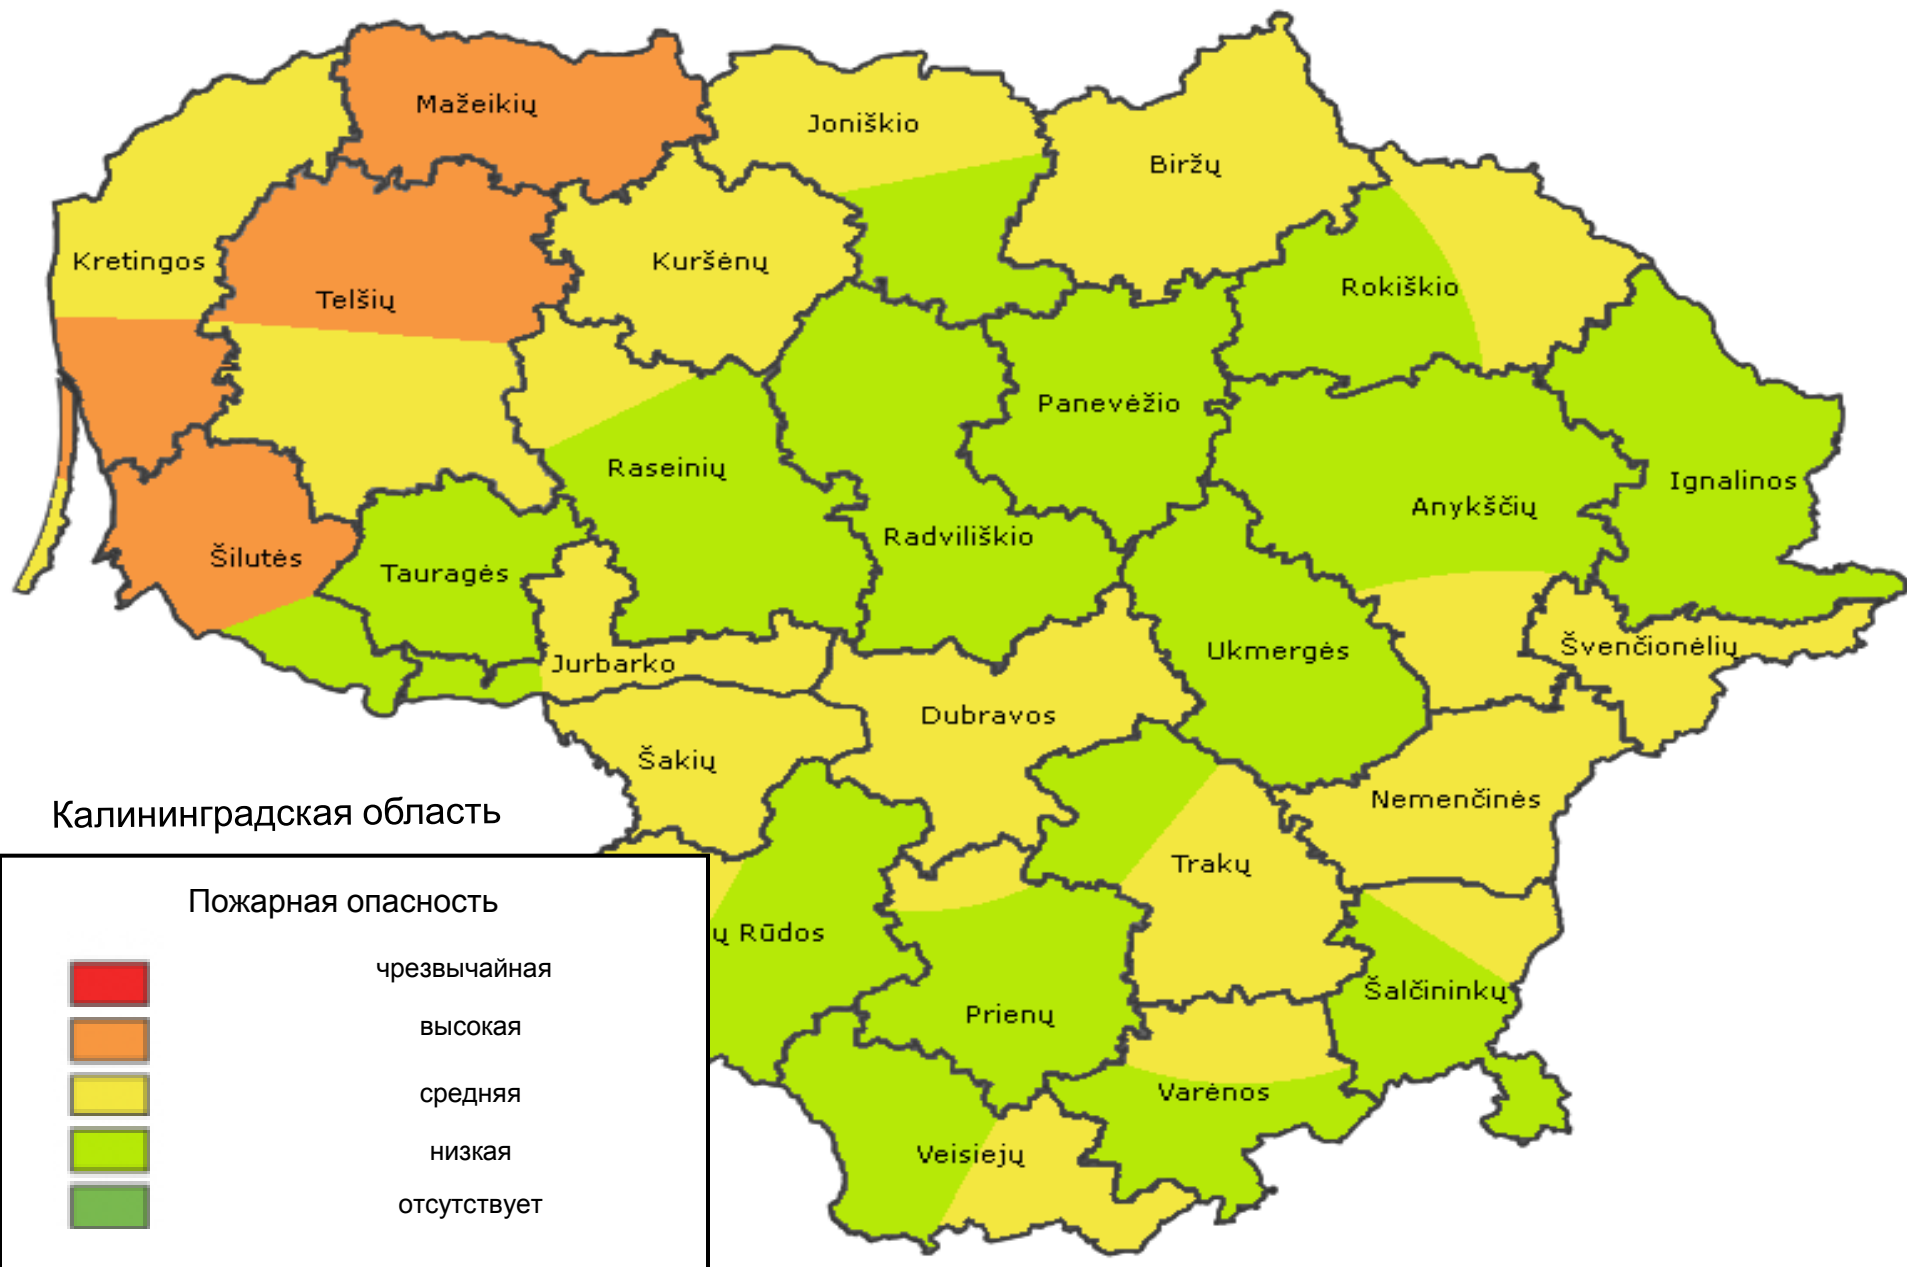 Mažeikių
Joniškio
Biržų
Kretingos
Telšių
Kuršėnų
Rokiškio
Panevėžio
Raseinių
Ignalinos
Anykščių
Radviliškio
Šilutės
Tauragės
Jurbarko
Ukmergės
Švenčionėlių
Dubravos
Šakių
Nemenčinės
Trakų
ų Rūdos
Prienų
Šalčininkų
Varėnos
Veisiejų
Калининградская область
Пожарная опасность
чрезвычайная
высокая
средняя
низкая
отсутствует